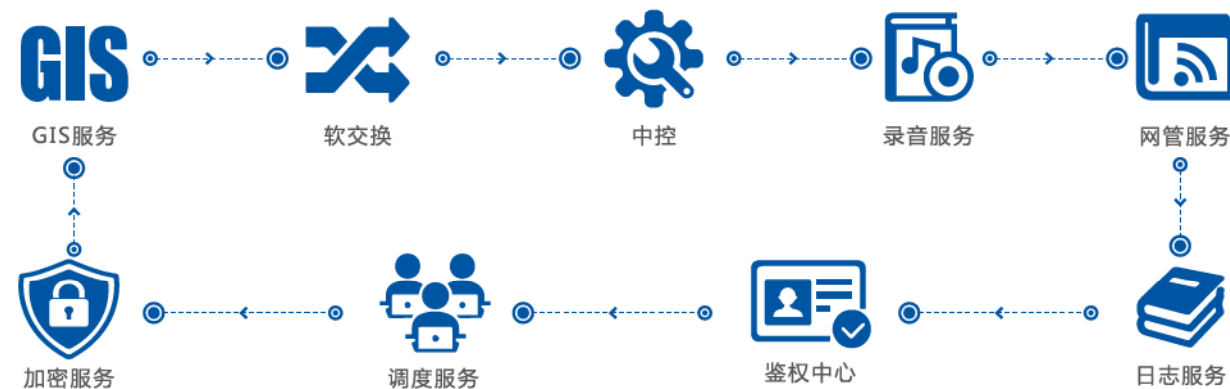 GIS
GIS服务
软交换
中控
录音服务
网管服务
加密服务
调度服务
鉴权中心
日志服务